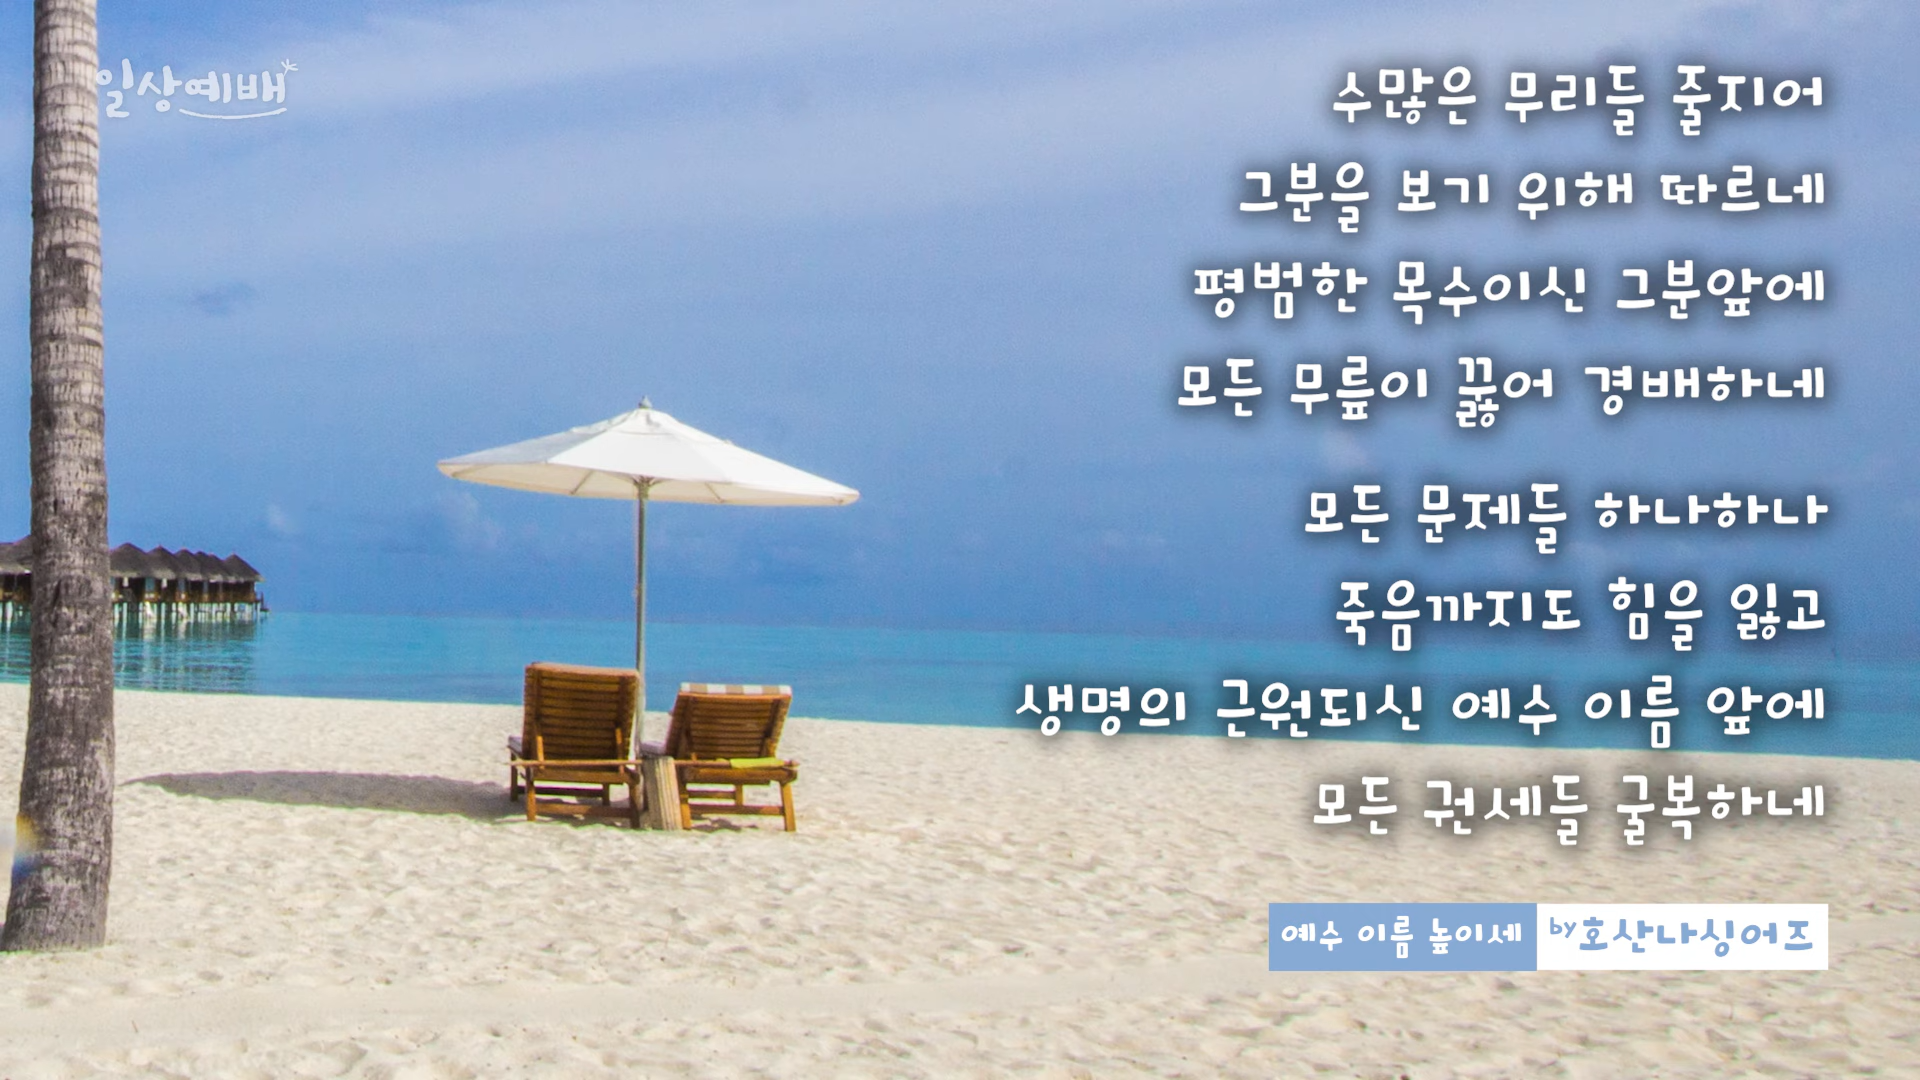 일상예배
수많은 무리들 줄지어
그분을 보기 위해 따르네
평범한 목수이신 그분앞에
모든 무릎이 꿇어 경배하네
모든 문제들 하나하나
죽음까지도 힘을 잃고
생명의 근원되신 예수 이름 앞에
모든 권세들 굴복하네
예수 이름 높이세 by호산나싱어즈